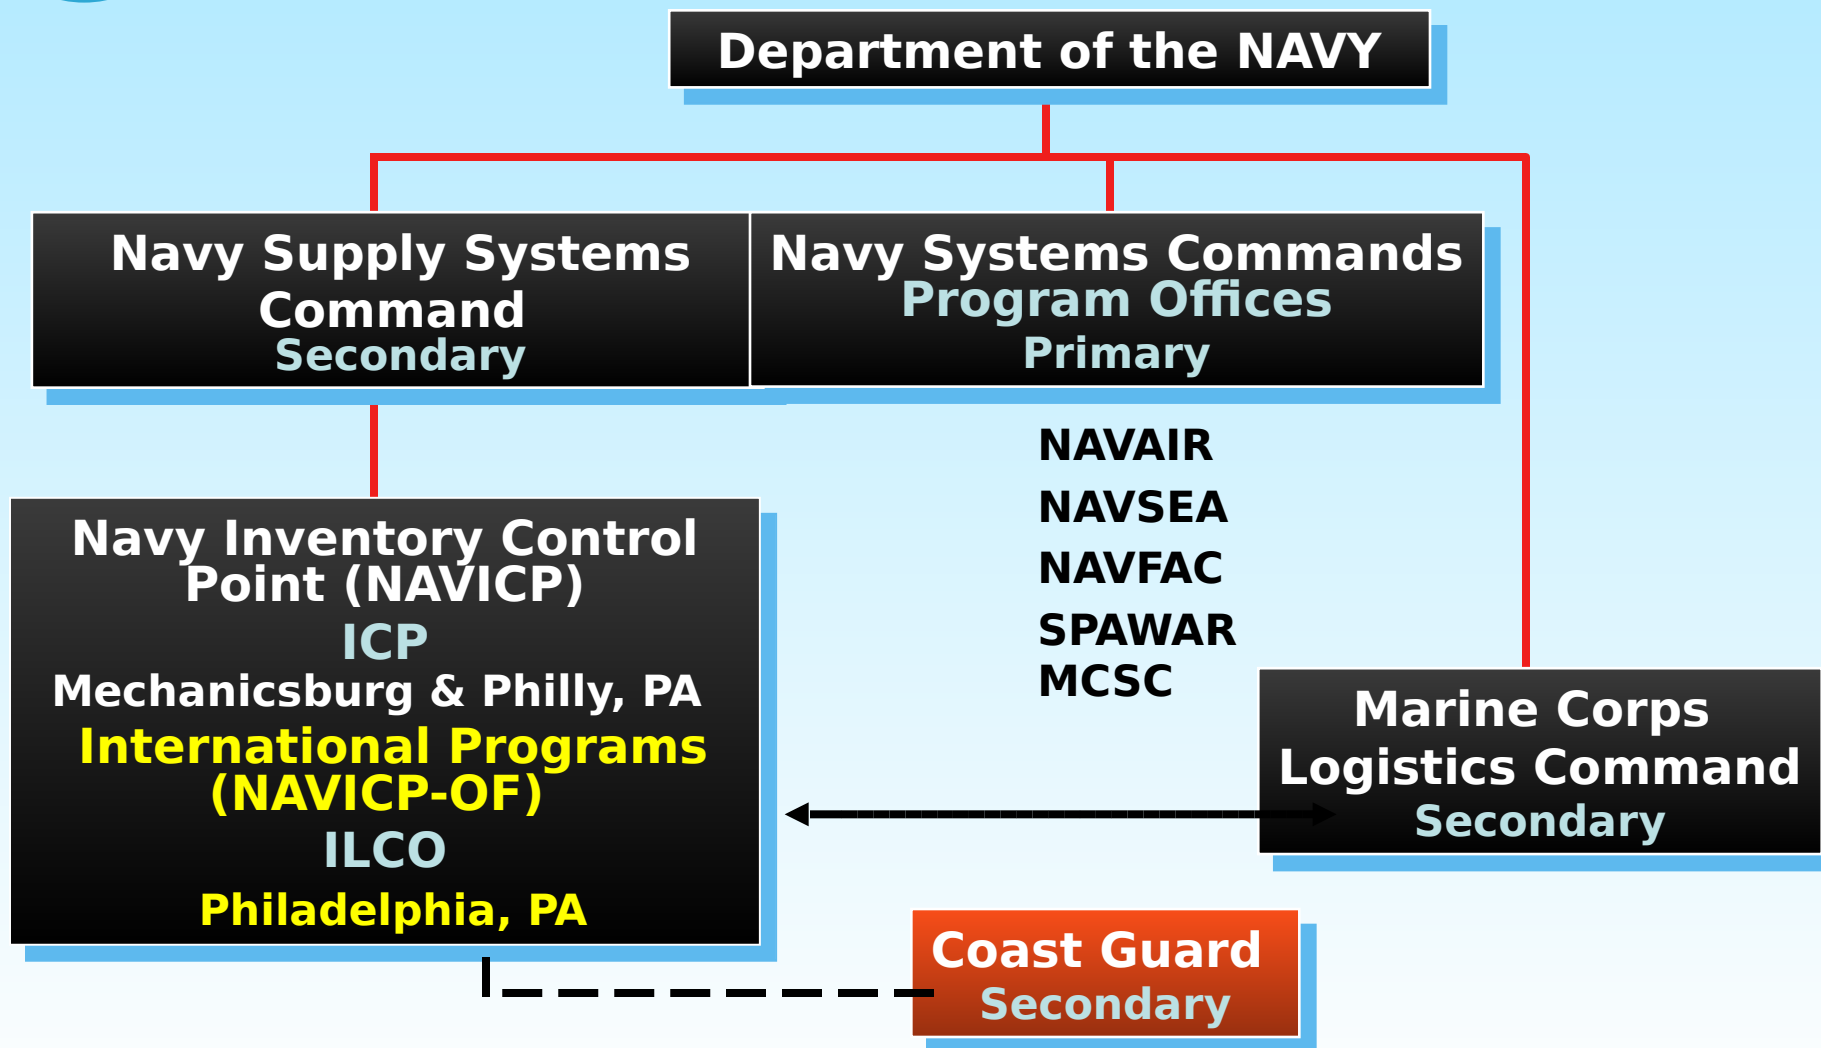 Department of the NAVY
Navy Supply Systems
Command
Secondary
Navy Systems Commands
Program Offices
Primary
NAVAIR
NAVSEA
NAVFAC
SPAWAR
MCSC
Navy Inventory Control
Point (NAVICP)
ICP
Mechanicsburg & Philly, PA
International Programs
(NAVICP-OF)
ILCO
Philadelphia, PA
Marine Corps
Logistics Command
Secondary
Coast Guard
Secondary